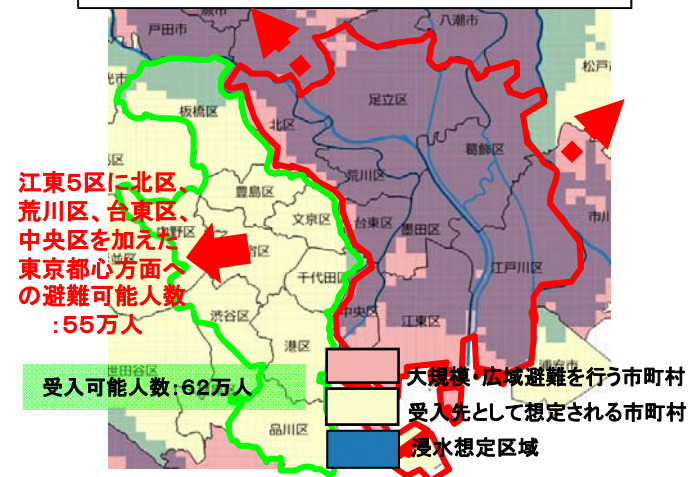 蕨市
戸田市
八潮市
松戸
光市
板橋区
足立区
北区
葛飾区
江東5区に北区、
荒川区、台東区、
中央区を加えた
東京都心方面へ
の避難可能人数
:55万人
荒川区
豊島区
文京区
台東区
墨田区
市川
中野区
宿区
千代田区
江戸川区
渋谷区
中央区
江東区
港区
世田谷区
浦安市
受入可能人数:62万人
品川区
大規模・広域避難を行う市町村
受入先として想定される市町村
浸水想定区域